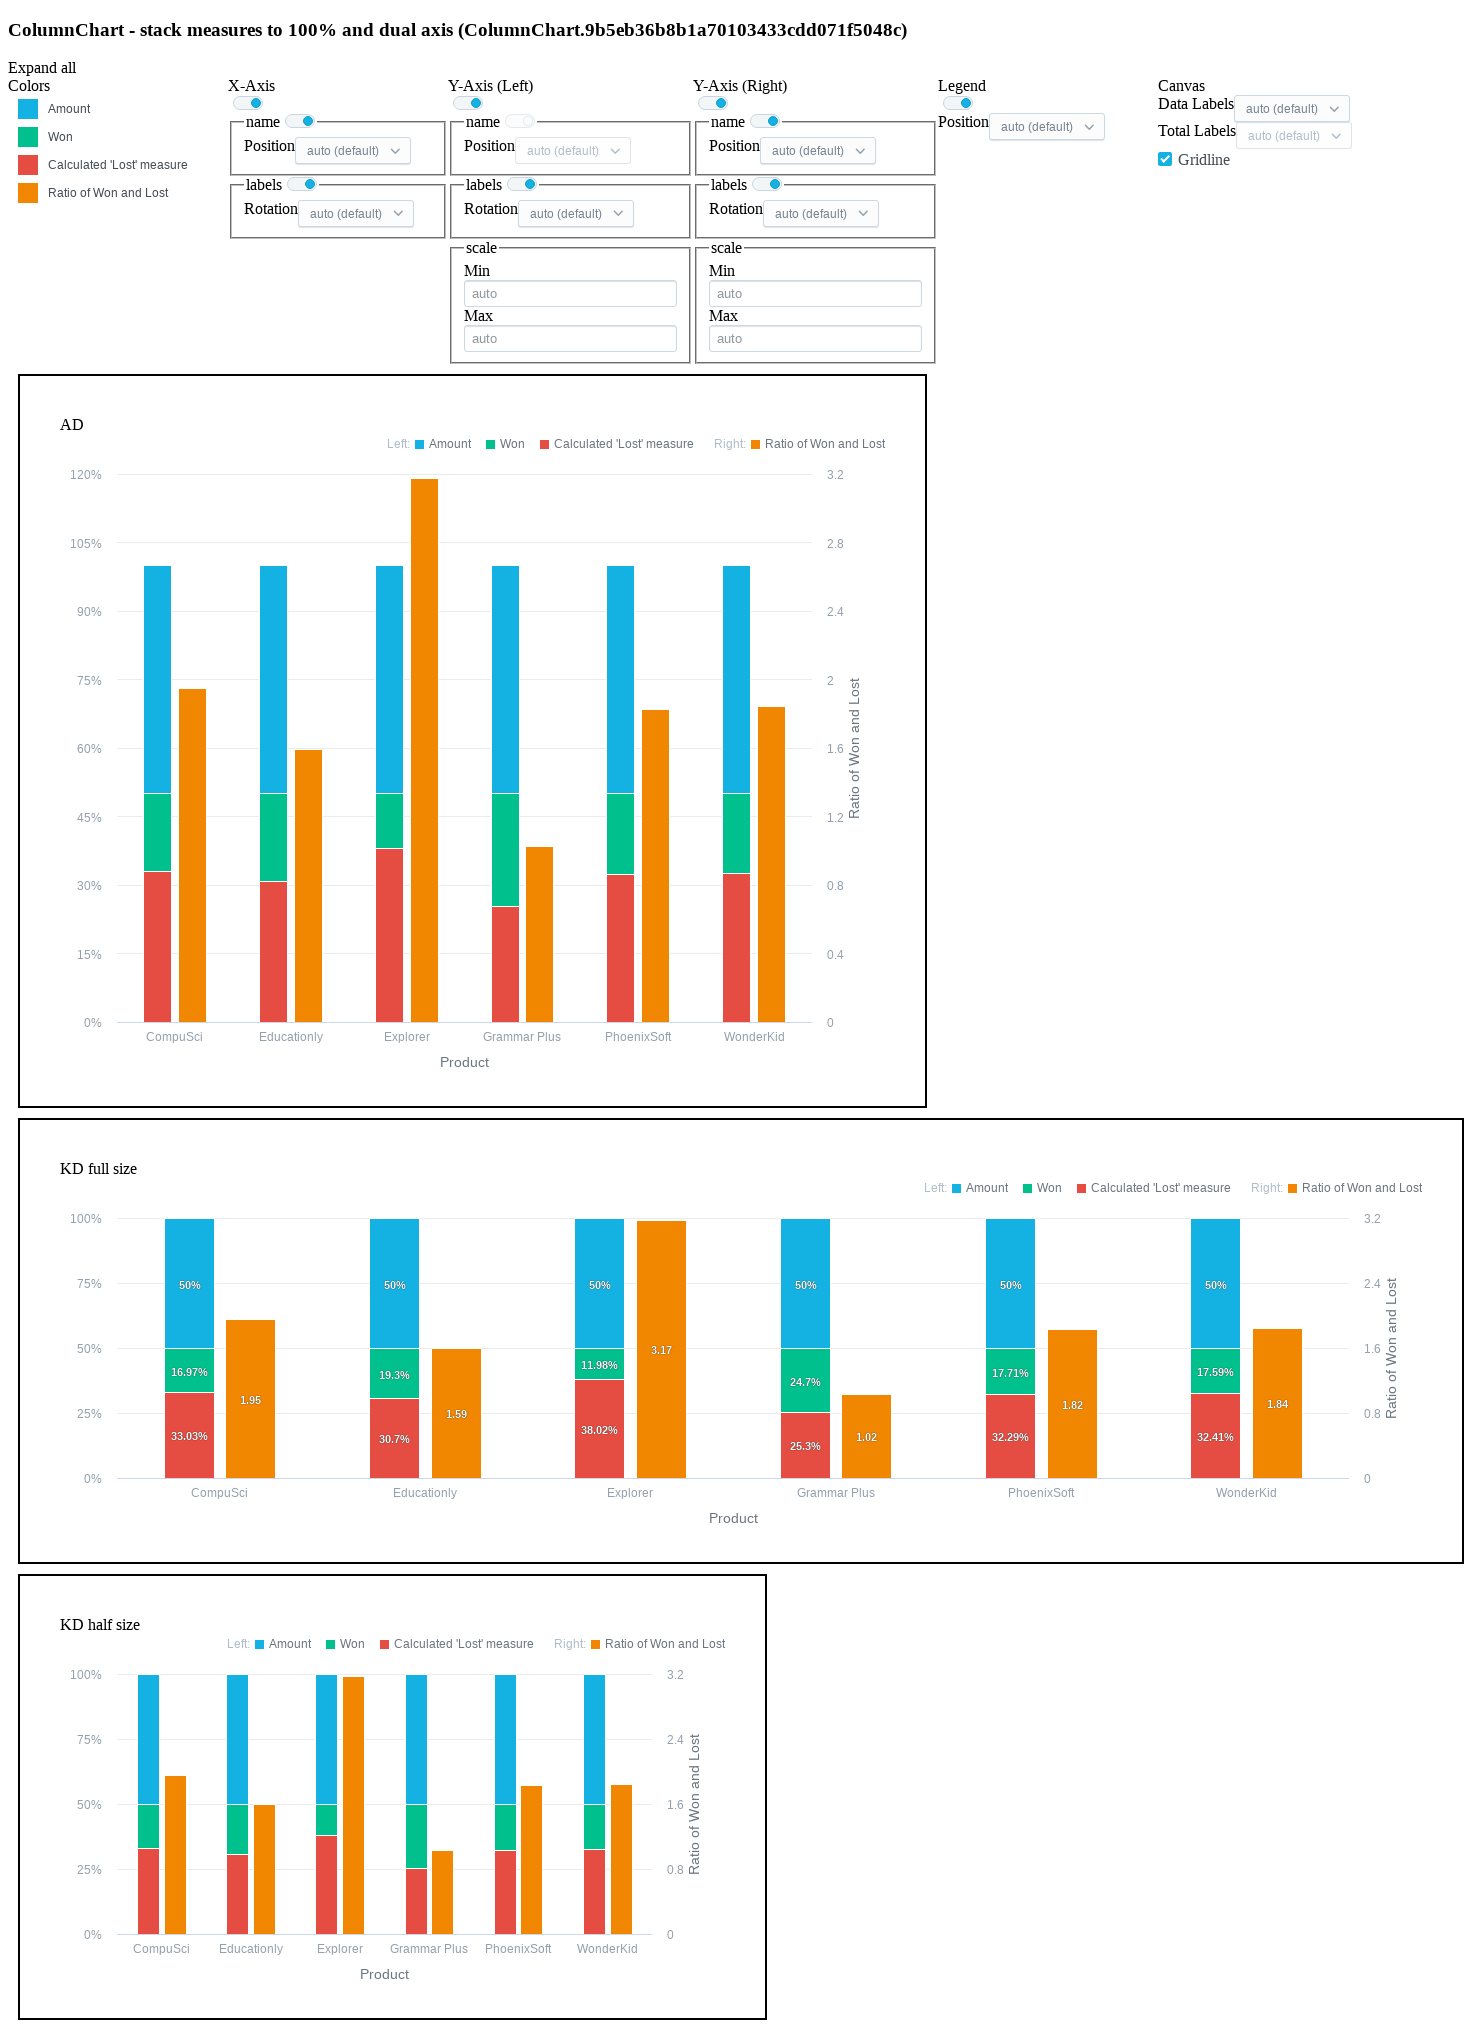 ColumnChart - stack measures to 100% and dual axis (ColumnChart.9b5eb36b8b1a70103433cdd071f5048c)
Expand all
Colors
Amount
Won
Calculated 'Lost' measure
Ratio of Won and Lost
X-Axis
name
Position auto (default)
labels
Rotation auto (default)
Y-Axis (Left)
name
Position auto (default)
labels
Rotation auto (default)
scale
Min
auto
Max
auto
Y-Axis (Right)
name
Position auto (default)
labels
Rotation auto (default)
scale
Min
auto
Max
auto
Legend
Position auto (default)
Canvas
Data Labels auto (default)
Total Labels auto (default)
Gridline
AD
Left: Amount Won Calculated 'Lost' measure Right: Ratio of Won and Lost
120% 3.2
105% 2.8
90% 2.4
75% 2
60% 1.6
45% 1.2
30% 0.8
15% 0.4
0% 0
Ratio of Won and Lost
CompuSci Educationly Explorer Grammar Plus PhoenixSoft WonderKid
Product
KD full size
Left: Amount Won Calculated 'Lost' measure Right: Ratio of Won and Lost
100% 3.2
75% 2.4
50% 1.6
25% 0.8
0% 0
50% 50% 50% 50% 50% 50%
16.97% 19.3% 11.98% 24.7% 17.71% 17.59%
33.03% 30.7% 38.02% 25.3% 32.29% 32.41%
1.95 1.59 3.17 1.02 1.82 1.84
Ratio of Won and Lost
CompuSci Educationly Explorer Grammar Plus PhoenixSoft WonderKid
Product
KD half size
Left: Amount Won Calculated 'Lost' measure Right: Ratio of Won and Lost
100% 3.2
75% 2.4
50% 1.6
25% 0.8
0% 0
Ratio of Won and Lost
CompuSci Educationly Explorer Grammar Plus PhoenixSoft WonderKid
Product